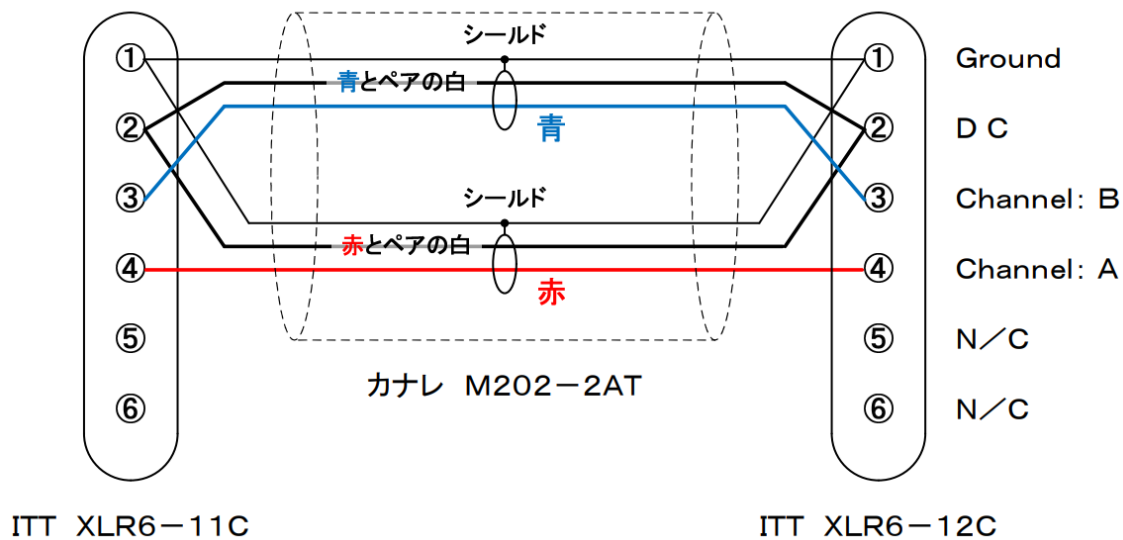 シールド
① ① Ground
青とペアの白
青
② ② DC
③ ③ Channel: B
シールド
赤とペアの白
④ ④ Channel: A
赤
⑤ ⑤ N/C
カナレ M202-2AT
⑥ ⑥ N/C
ITT XLR6-11C
ITT XLR6-12C